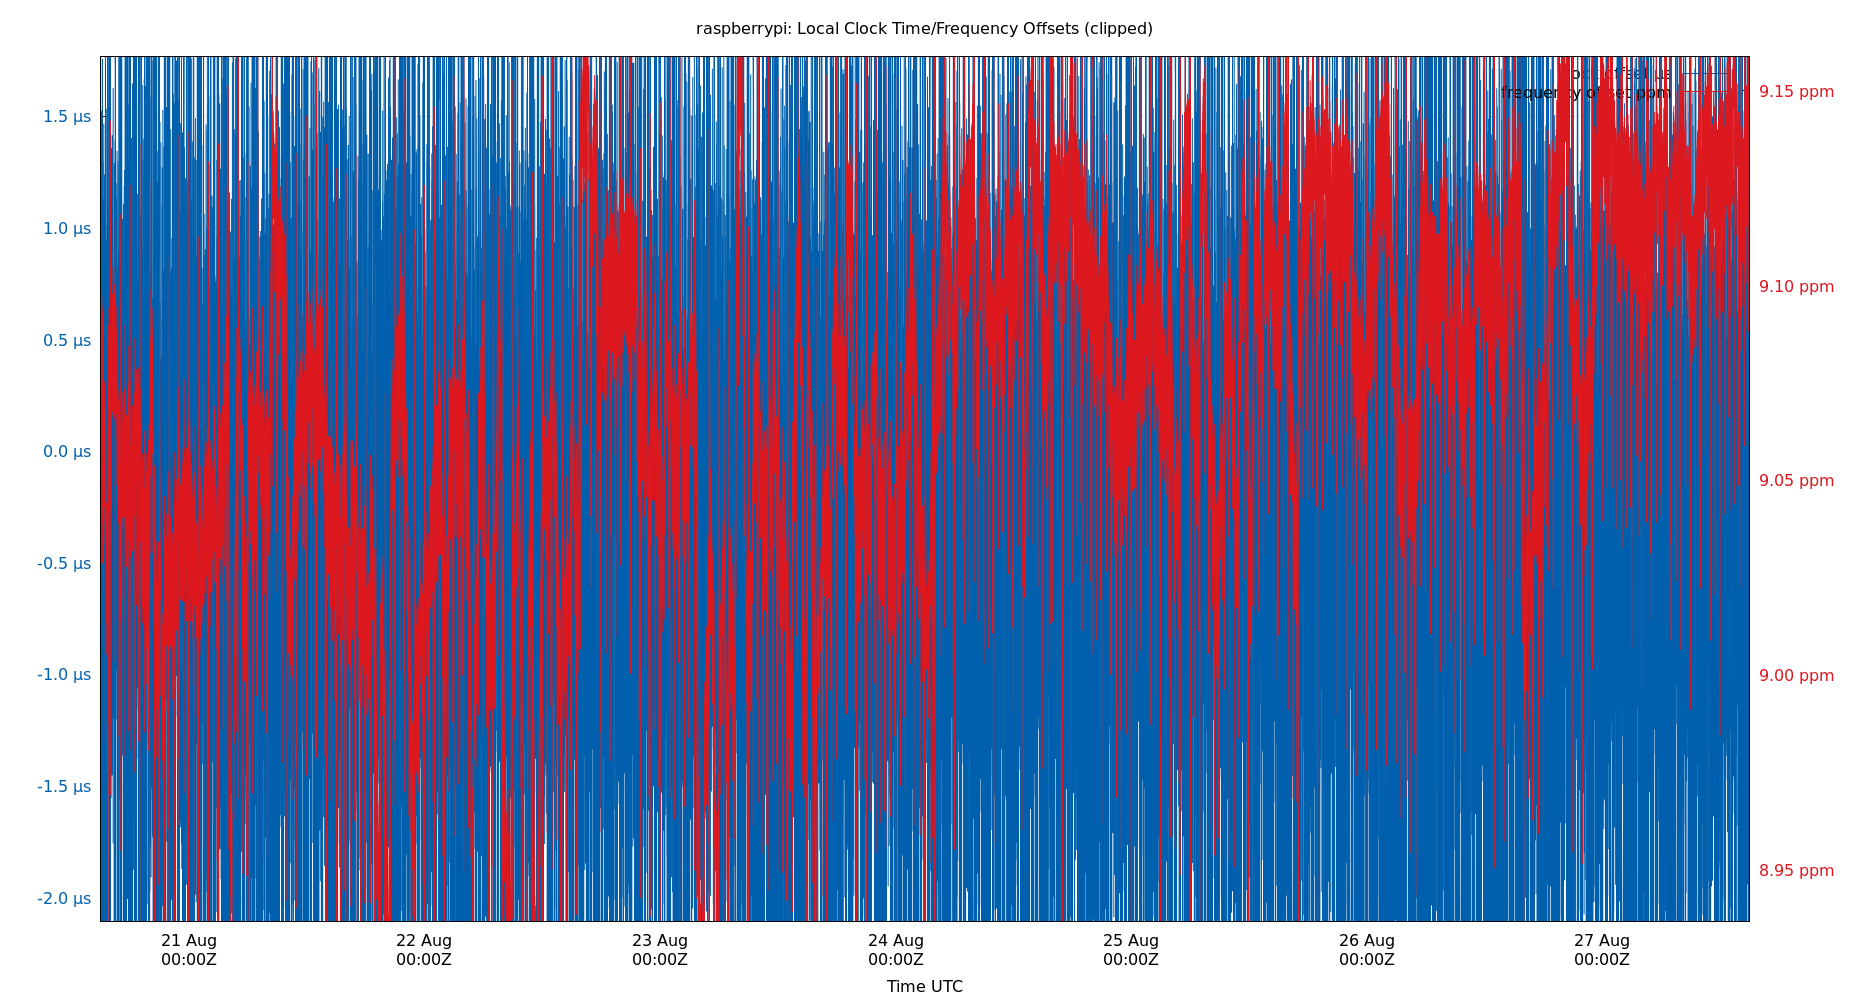 raspberrypi: Local Clock Time/Frequency Offsets (clipped)
frequency offset ppm
1.5 µs
1.0 µs
0.5 µs
0.0 µs
-0.5 µs
-1.0 µs
-1.5 µs
-2.0 µs
9.15 ppm
9.10 ppm
9.05 ppm
9.00 ppm
8.95 ppm
21 Aug 22 Aug 23 Aug 24 Aug 25 Aug 26 Aug 27 Aug
00:00Z 00:00Z 00:00Z 00:00Z 00:00Z 00:00Z 00:00Z
Time UTC